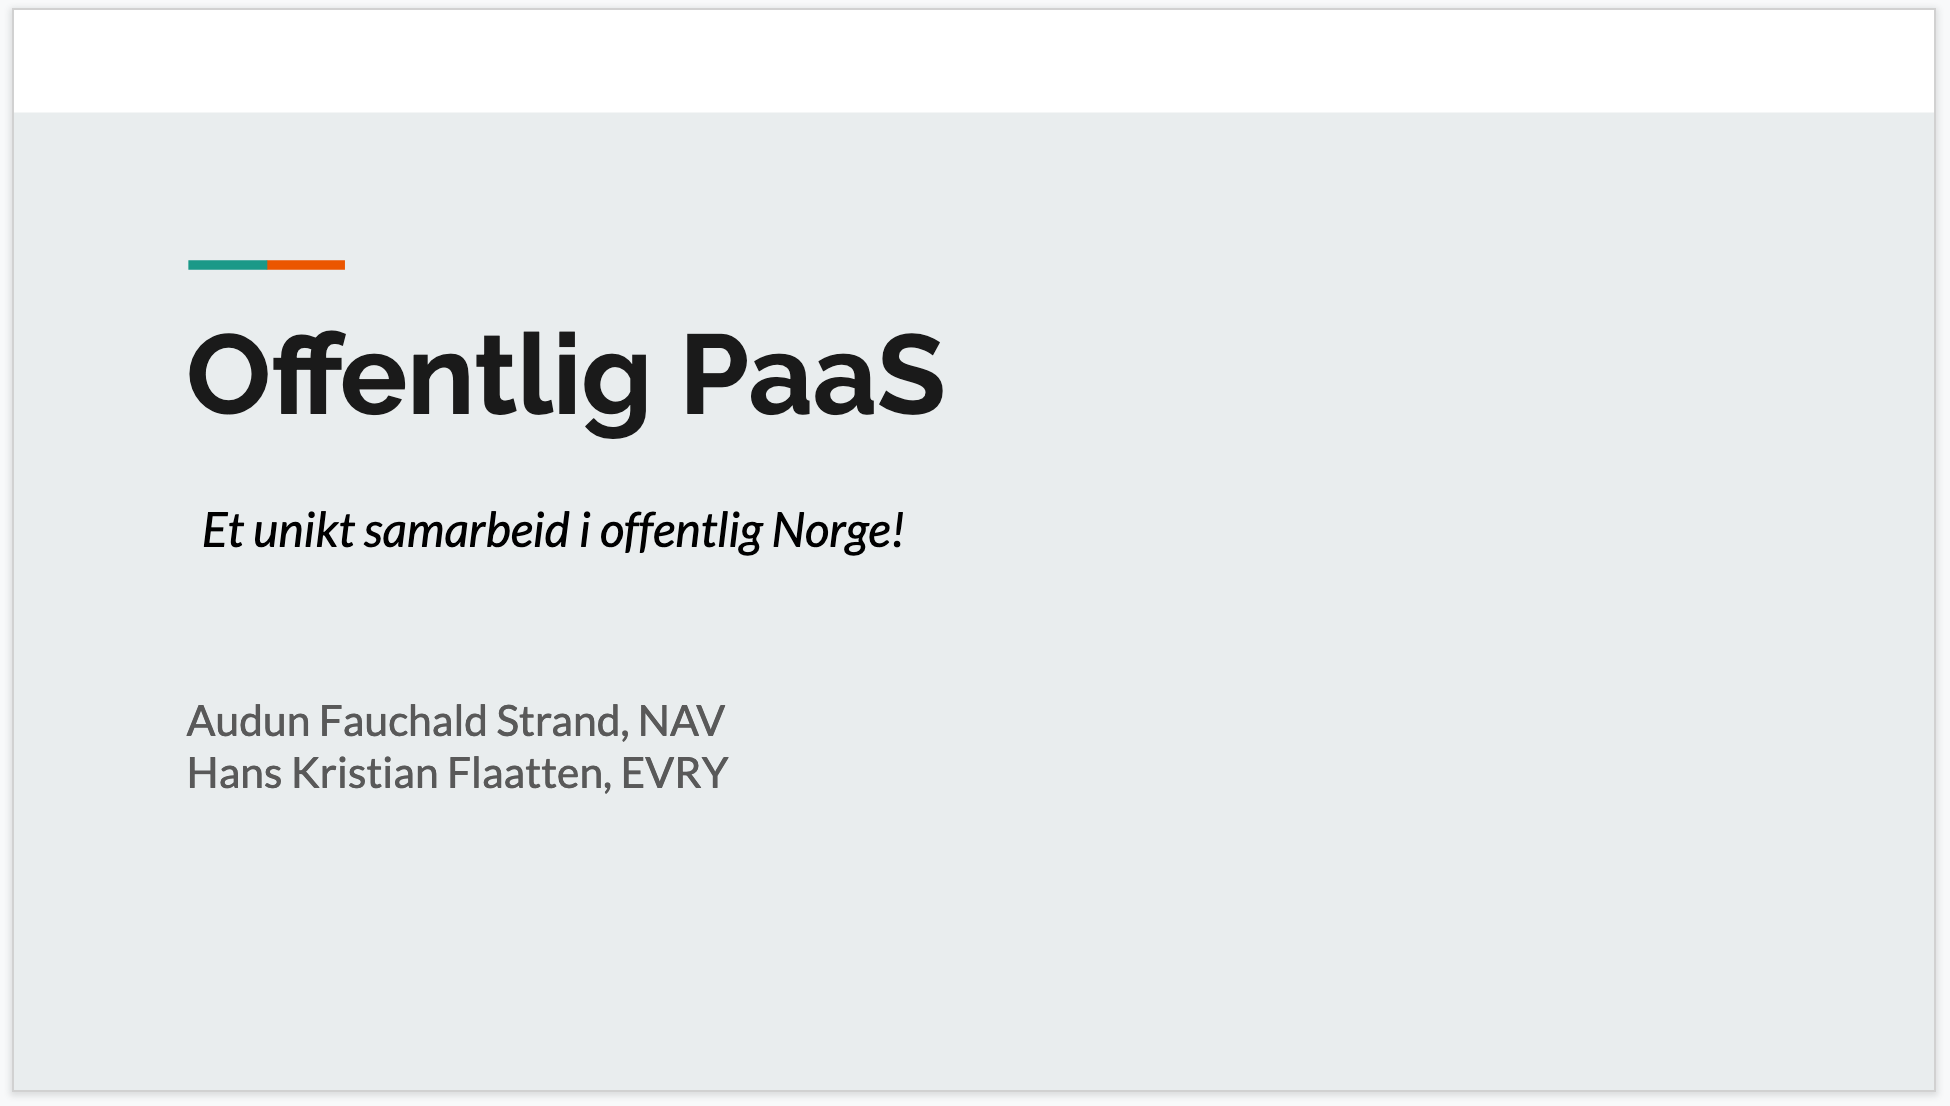 Offentlig PaaS
Et unikt samarbeid i offentlig Norge!
Audun Fauchald Strand, NAV
Hans Kristian Flaatten, EVRY